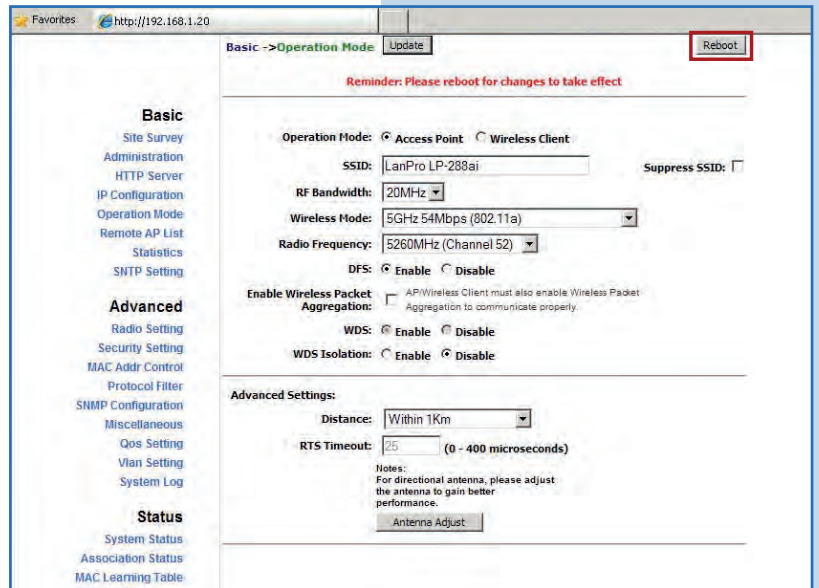 Favorites http://192.168.1.20
Basic ->Operation Mode Update Reboot
Reminder: Please reboot for changes to take effect
Basic
Site Survey
Administration
HTTP Server
IP Configuration
Operation Mode
Remote AP List
Statistics
SNTP Setting
Advanced
Radio Setting
Security Setting
MAC Addr Control
Protocol Filter
SNMP Configuration
Miscellaneous
Qos Setting
Vlan Setting
System Log
Status
System Status
Association Status
MAC Learning Table
Operation Mode: Access Point Wireless Client
SSID: LanPro LP-288ai Suppress SSID:
RF Bandwidth: 20MHz
Wireless Mode: 5GHz 54Mbps (802.11a)
Radio Frequency: 5260MHz (Channel 52)
DFS: Enable Disable
Enable Wireless Packet
Aggregation:
AP/Wireless Client must also enable Wireless Packet
Aggregation to communicate properly.
WDS: Enable Disable
WDS Isolation: Enable Disable
Advanced Settings:
Distance: Within 1Km
RTS Timeout: 25 (0 - 400 microseconds)
Notes:
For directional antenna, please adjust
the antenna to gain better
performance.
Antenna Adjust